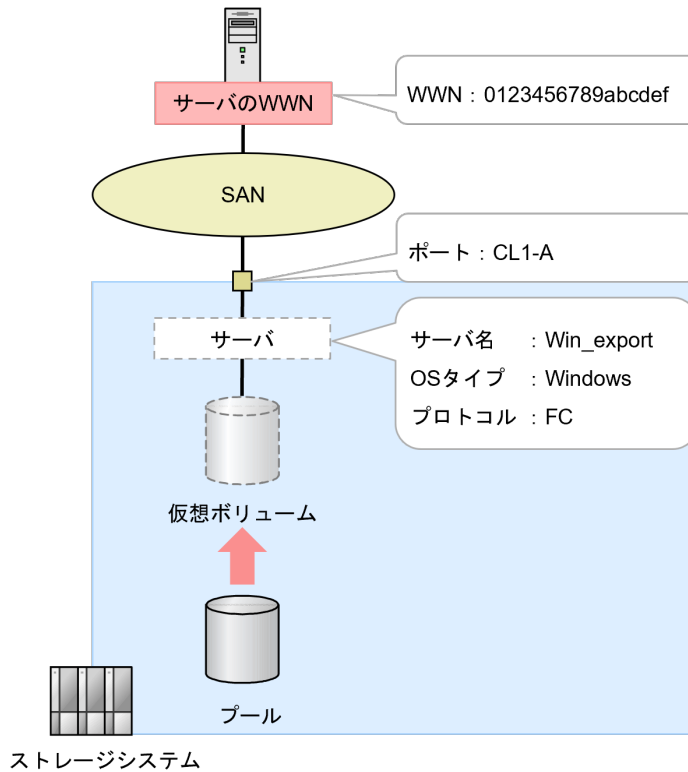 サーバのWWN
WWN：0123456789abcdef
SAN
ポート：CL1-A
サーバ
サーバ名　：Win_export
OSタイプ　：Windows
プロトコル：FC
仮想ボリューム
プール
ストレージシステム